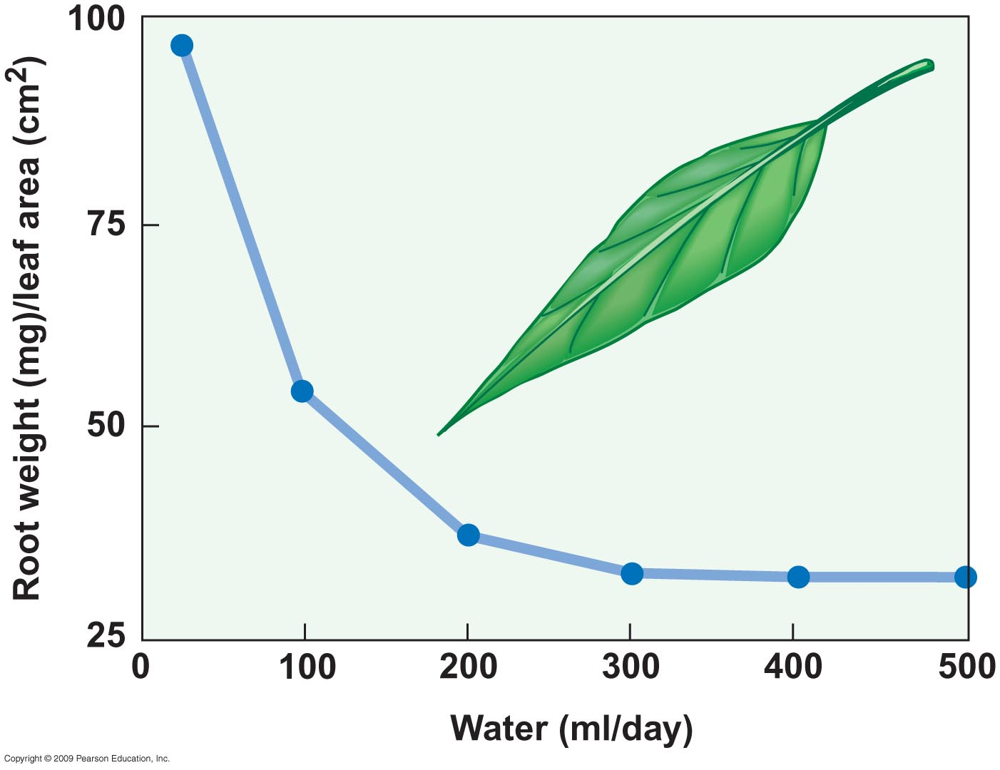 Root weight (mg)/leaf area (cm²)
100
75
50
25
0 100 200 300 400 500
Water (ml/day)
Copyright © 2009 Pearson Education, Inc.